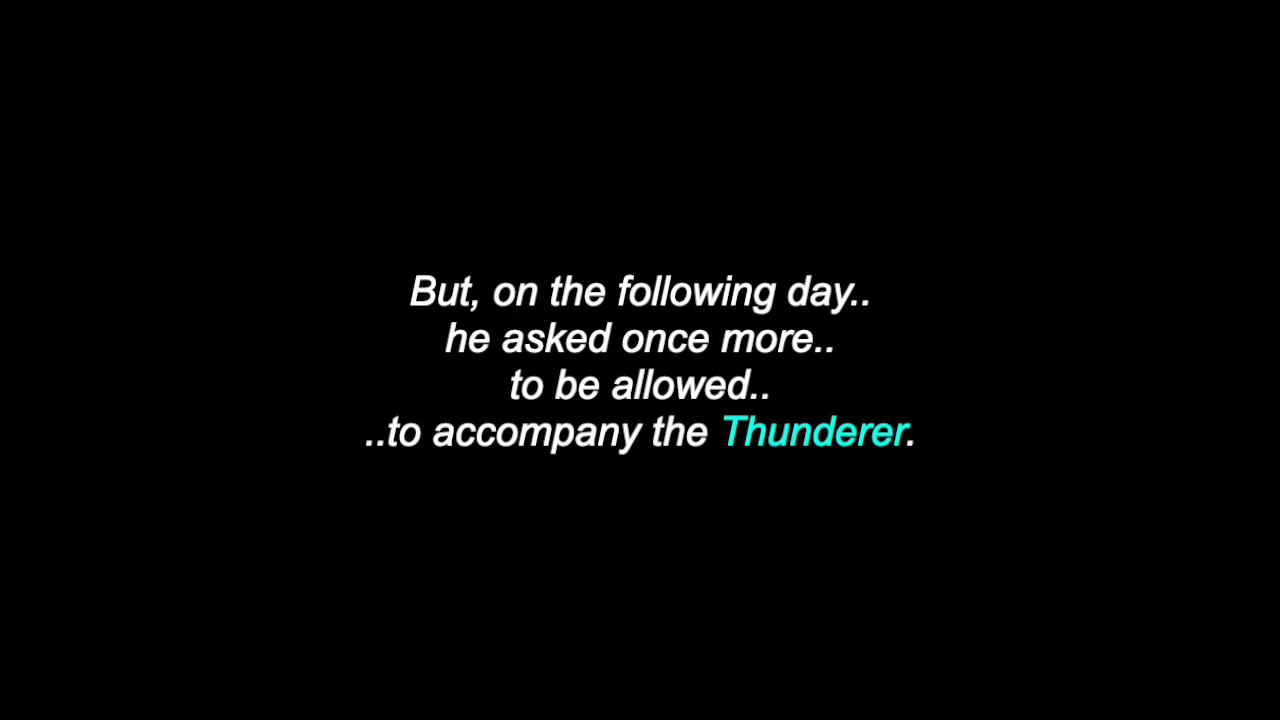 But, on the following day..
he asked once more..
to be allowed..
..to accompany the Thunderer.